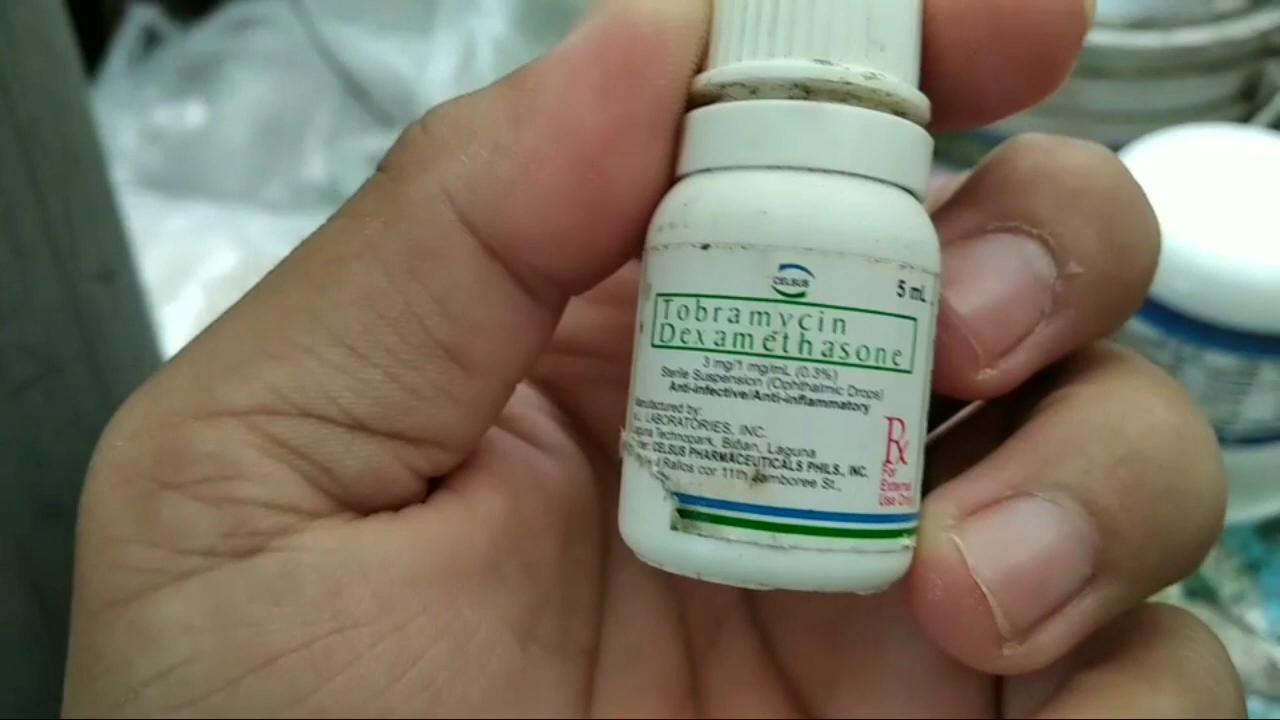 CELSUS
5 mL
Tobramycin
Dexamethasone
3 mg/1 mg/mL (0.3%)
Sterile Suspension (Ophthalmic Drops)
Anti-infective/Anti-inflammatory
by:
LABORATORIES, INC.
Technopark, Biñan, Laguna
CELSUS PHARMACEUTICALS PHILS., INC.
Rallos cor 11th Jamboree St.,
Rx
For
External
Use Only